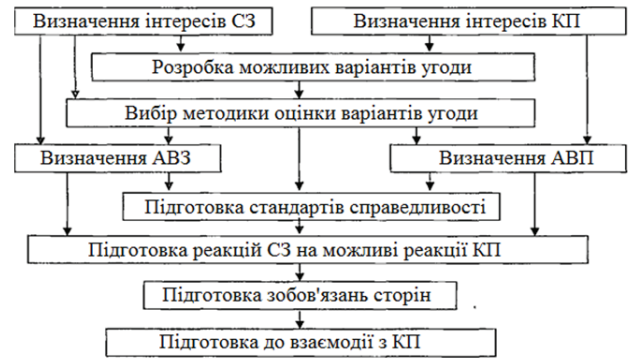 Визначення інтересів СЗ
Визначення інтересів КП
Розробка можливих варіантів угоди
Вибір методики оцінки варіантів угоди
Визначення АВЗ
Визначення АВП
Підготовка стандартів справедливості
Підготовка реакцій СЗ на можливі реакції КП
Підготовка зобов'язань сторін
Підготовка до взаємодії з КП